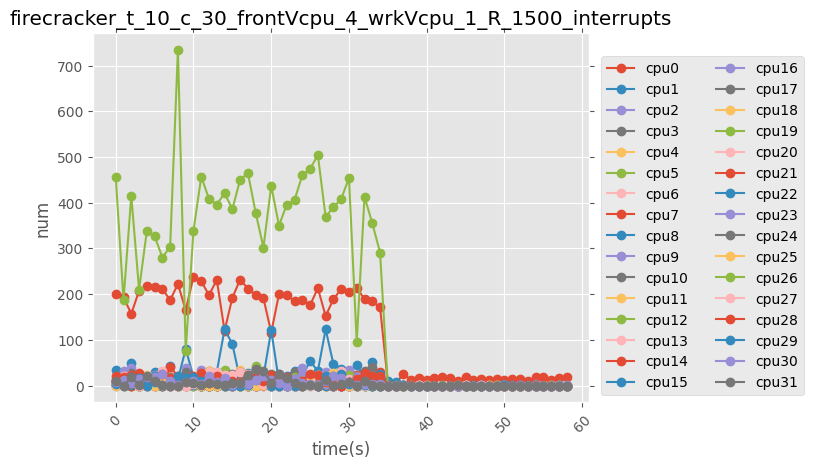 firecracker_t_10_c_30_frontVcpu_4_wrkVcpu_1_R_1500_interrupts
num
700
600
500
400
300
200
100
0
0
10
20
30
40
50
60
time(s)
cpu0
cpu1
cpu2
cpu3
cpu4
cpu5
cpu6
cpu7
cpu8
cpu9
cpu10
cpu11
cpu12
cpu13
cpu14
cpu15
cpu16
cpu17
cpu18
cpu19
cpu20
cpu21
cpu22
cpu23
cpu24
cpu25
cpu26
cpu27
cpu28
cpu29
cpu30
cpu31